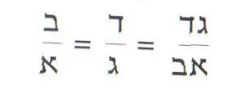 גד = ד = ב
אב ג א